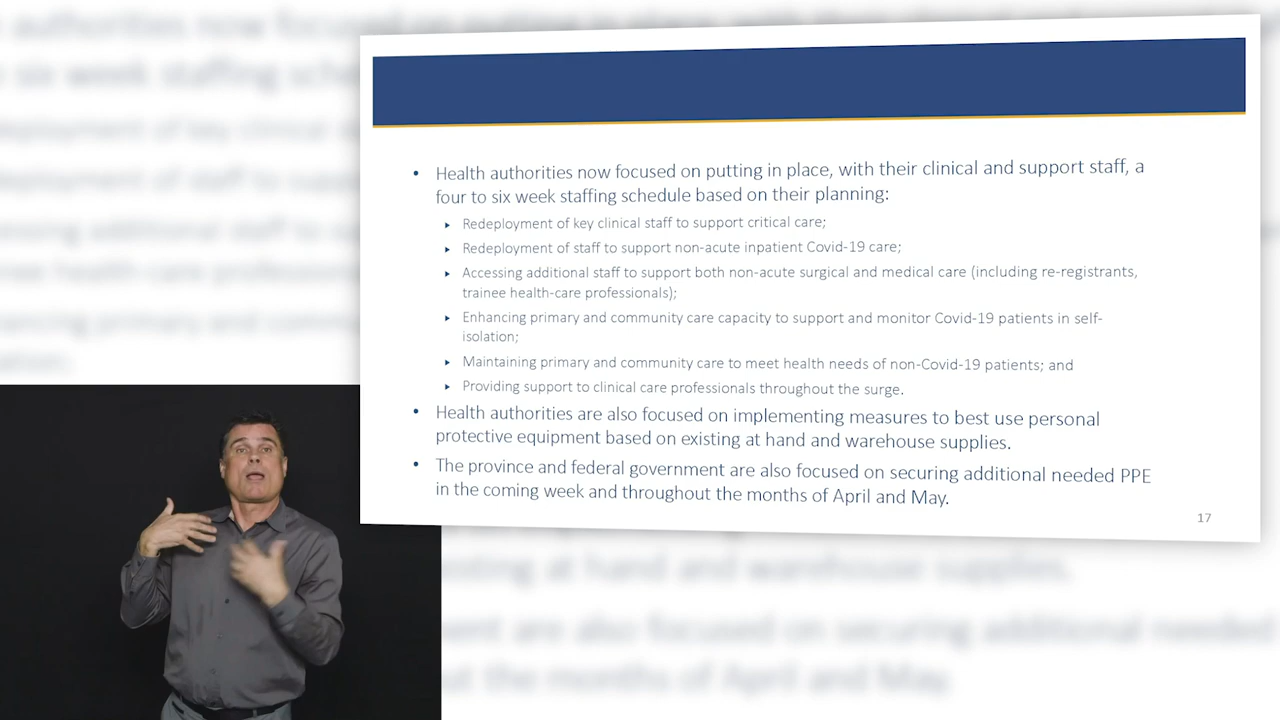 • Health authorities now focused on putting in place, with their clinical and support staff, a
four to six week staffing schedule based on their planning:
▸ Redeployment of key clinical staff to support critical care;
▸ Redeployment of staff to support non-acute inpatient Covid-19 care;
▸ Accessing additional staff to support both non-acute surgical and medical care (including re-registrants,
trainee health-care professionals);
▸ Enhancing primary and community care capacity to support and monitor Covid-19 patients in self-
isolation;
▸ Maintaining primary and community care to meet health needs of non-Covid-19 patients; and
▸ Providing support to clinical care professionals throughout the surge.
• Health authorities are also focused on implementing measures to best use personal
protective equipment based on existing at hand and warehouse supplies.
• The province and federal government are also focused on securing additional needed PPE
in the coming week and throughout the months of April and May.
17